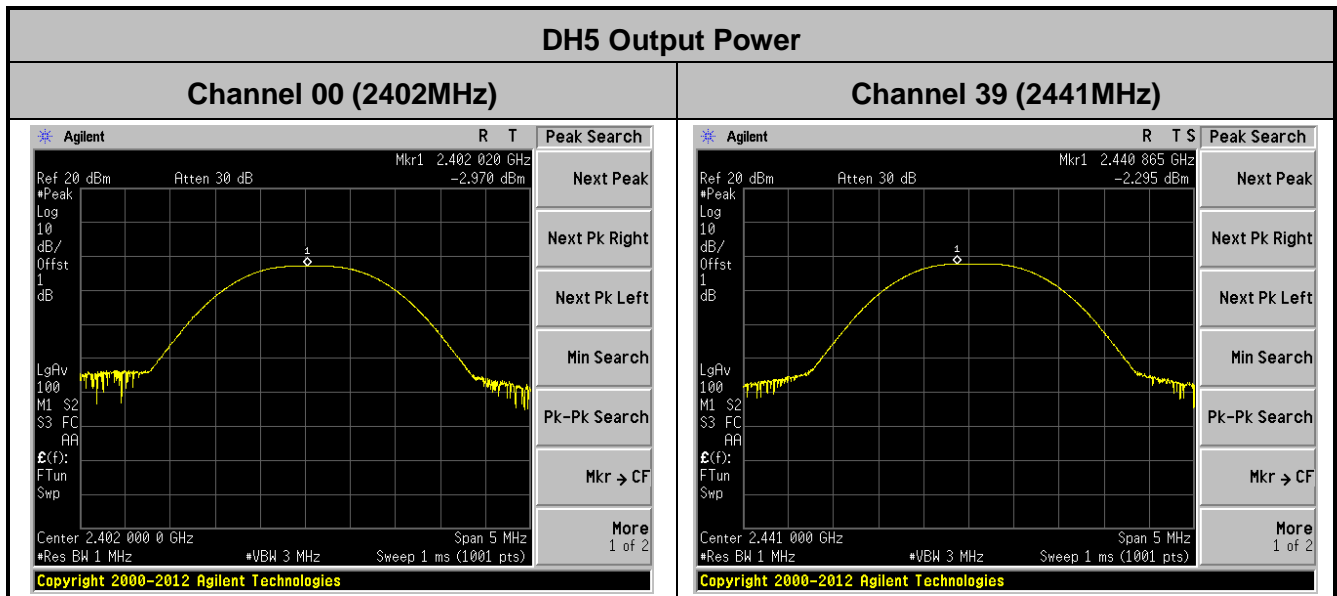 DH5 Output Power
Channel 00 (2402MHz)
Channel 39 (2441MHz)
Agilent
R T
Peak Search
Mkr1 2.402 020 GHz
Ref 20 dBm
Atten 30 dB
-2.970 dBm
#Peak
Log
10
dB/
Offst
1
dB
LgAv
100
M1 S2
S3 FC
AA
£(f):
FTun
Swp
1
Center 2.402 000 0 GHz
Span 5 MHz
#Res BW 1 MHz
#VBW 3 MHz
Sweep 1 ms (1001 pts)
Copyright 2000-2012 Agilent Technologies
Next Peak
Next Pk Right
Next Pk Left
Min Search
Pk-Pk Search
Mkr → CF
More
1 of 2
Agilent
R T S
Peak Search
Mkr1 2.440 865 GHz
Ref 20 dBm
Atten 30 dB
-2.295 dBm
#Peak
Log
10
dB/
Offst
1
dB
LgAv
100
M1 S2
S3 FC
AA
£(f):
FTun
Swp
1
Center 2.441 000 GHz
Span 5 MHz
#Res BW 1 MHz
#VBW 3 MHz
Sweep 1 ms (1001 pts)
Copyright 2000-2012 Agilent Technologies
Next Peak
Next Pk Right
Next Pk Left
Min Search
Pk-Pk Search
Mkr → CF
More
1 of 2